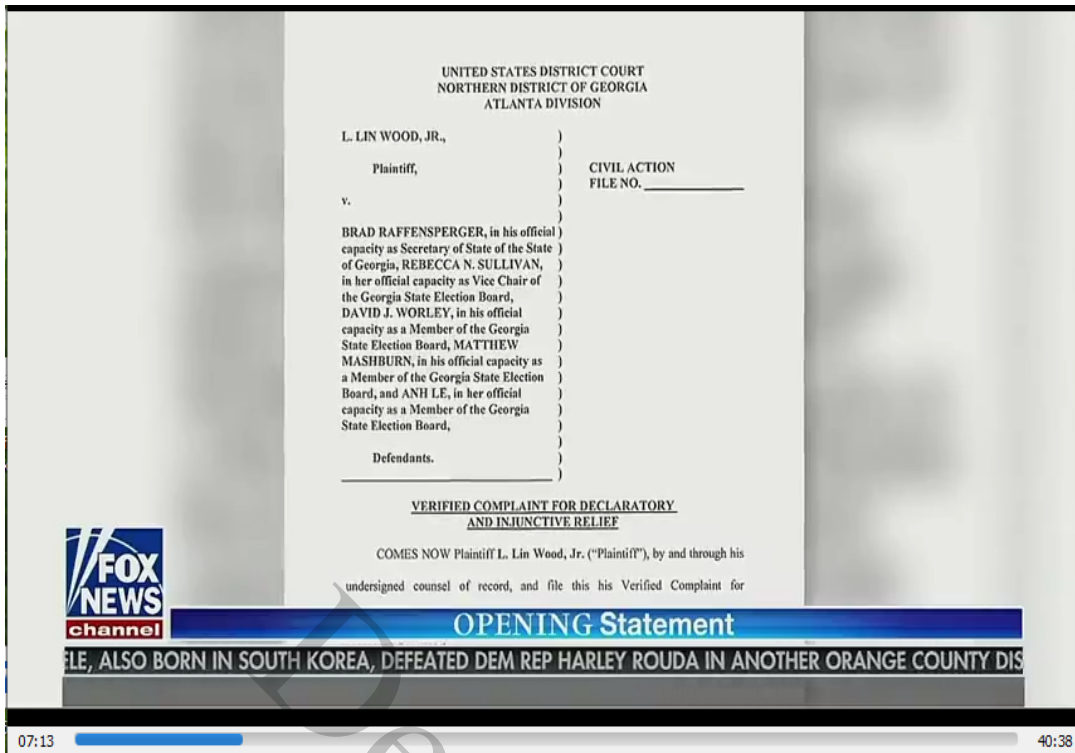 UNITED STATES DISTRICT COURT
NORTHERN DISTRICT OF GEORGIA
ATLANTA DIVISION
L. LIN WOOD, JR., )
)
Plaintiff, ) CIVIL ACTION
) FILE NO. ____________
v. )
)
BRAD RAFFENSPERGER, in his official )
capacity as Secretary of State of the State )
of Georgia, REBECCA N. SULLIVAN, )
in her official capacity as Vice Chair of )
the Georgia State Election Board, )
DAVID J. WORLEY, in his official )
capacity as a Member of the Georgia )
State Election Board, MATTHEW )
MASHBURN, in his official capacity as )
a Member of the Georgia State Election )
Board, and ANH LE, in her official )
capacity as a Member of the Georgia )
State Election Board, )
)
Defendants. )
)
VERIFIED COMPLAINT FOR DECLARATORY
AND INJUNCTIVE RELIEF
COMES NOW Plaintiff L. Lin Wood, Jr. ("Plaintiff"), by and through his
undersigned counsel of record, and file this his Verified Complaint for
FOX
NEWS
channel
OPENING Statement
ELE, ALSO BORN IN SOUTH KOREA, DEFEATED DEM REP HARLEY ROUDA IN ANOTHER ORANGE COUNTY DIS
07:13
40:38